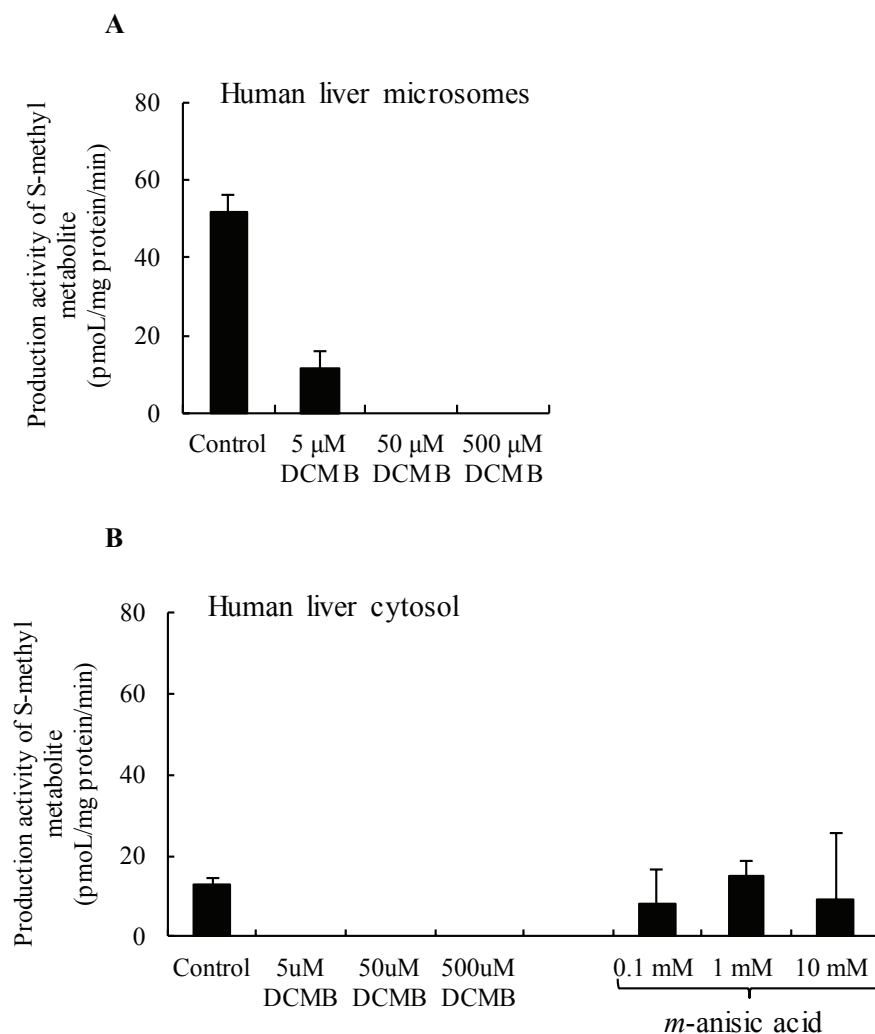 A
Human liver microsomes
Production activity of S-methyl
metabolite
(pmoL/mg protein/min)
80
60
40
20
0
Control
5 μM
DCMB
50 μM
DCMB
500 μM
DCMB
B
Human liver cytosol
Production activity of S-methyl
metabolite
(pmoL/mg protein/min)
80
60
40
20
0
Control
5uM
DCMB
50uM
DCMB
500uM
DCMB
0.1 mM
1 mM
10 mM
m-anisic acid